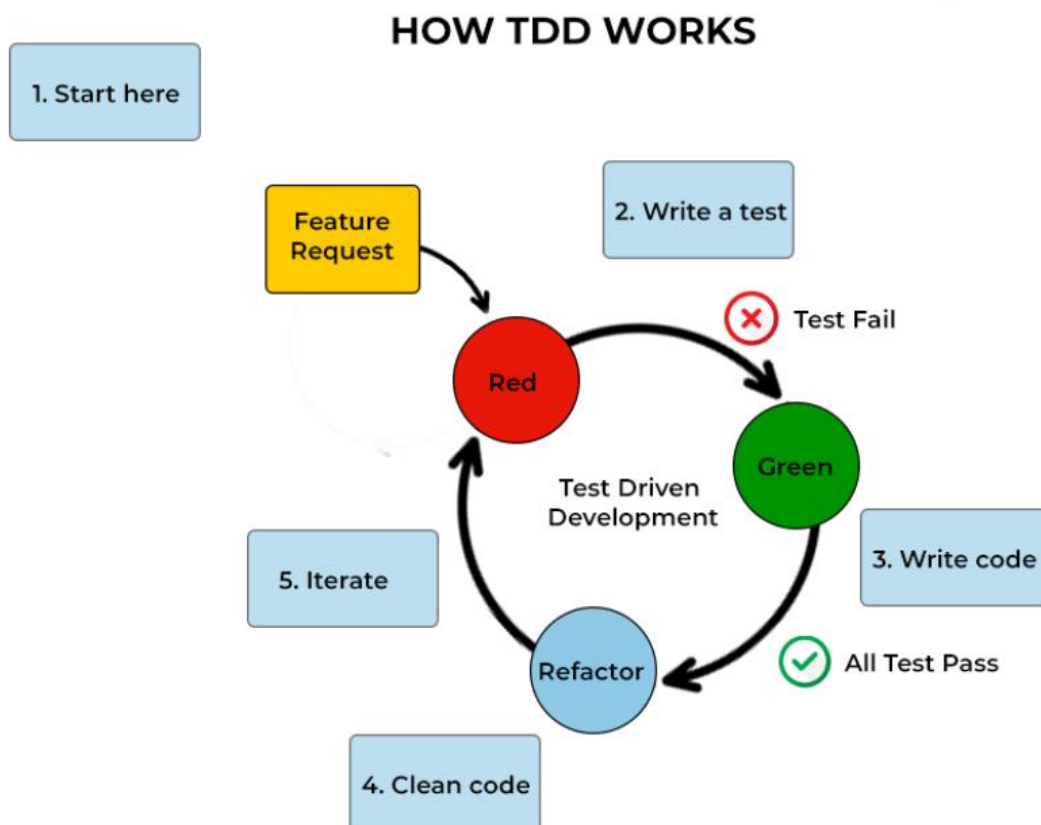 HOW TDD WORKS
1. Start here
Feature
Request
2. Write a test
Test Fail
Red
Green
Test Driven
Development
3. Write code
5. Iterate
Refactor
All Test Pass
4. Clean code